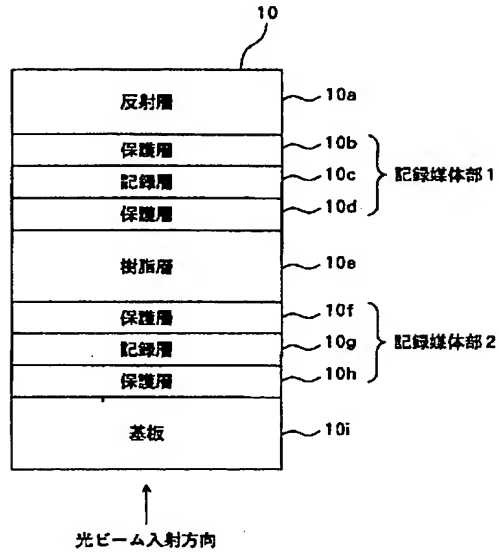 10
反射層 10a
保護層 10b
記録層 10c
記録媒体部1
保護層 10d
樹脂層 10e
保護層 10f
記録層 10g
記録媒体部2
保護層 10h
基板 10i
光ビーム入射方向